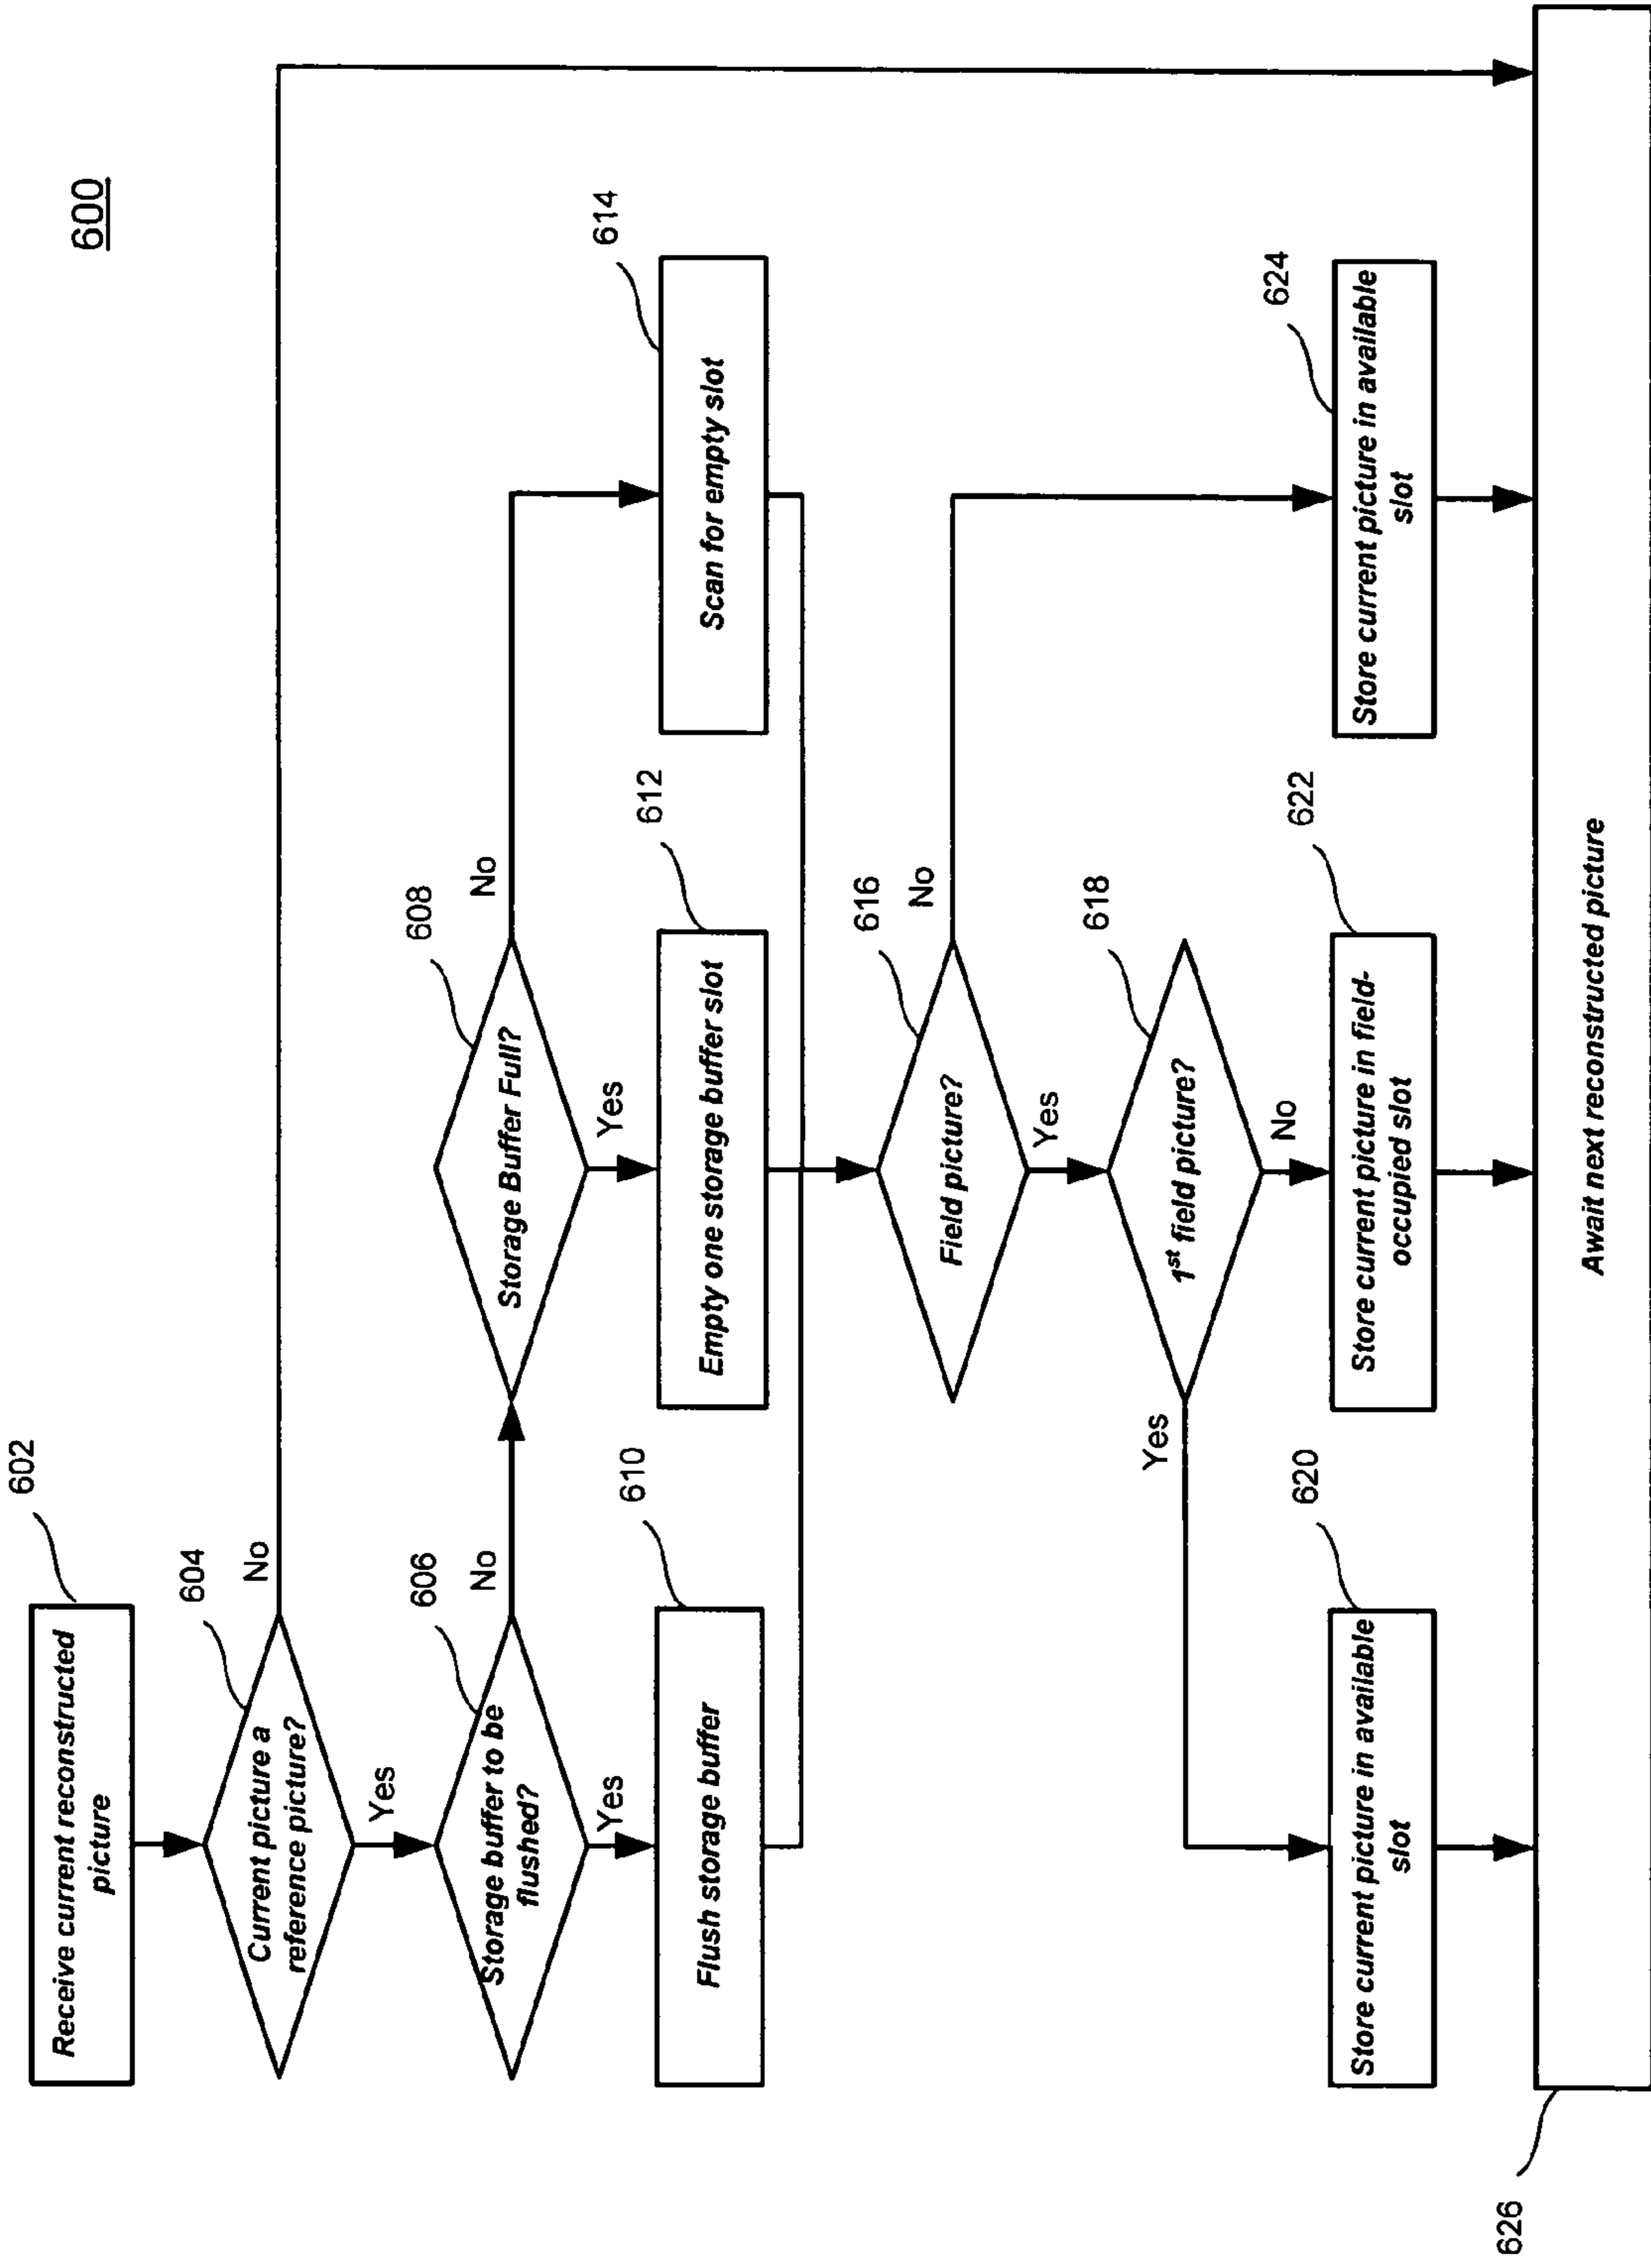 600
602
Receive current reconstructed
picture
604
Current picture a
reference picture?
No
Yes
606
Storage buffer to be
flushed?
No
Yes
608
Storage Buffer Full?
No
Yes
610
Flush storage buffer
612
Empty one storage buffer slot
614
Scan for empty slot
616
Field picture?
No
Yes
618
1st field picture?
Yes
No
620
Store current picture in available
slot
622
Store current picture in field-
occupied slot
624
Store current picture in available
slot
626
Await next reconstructed picture